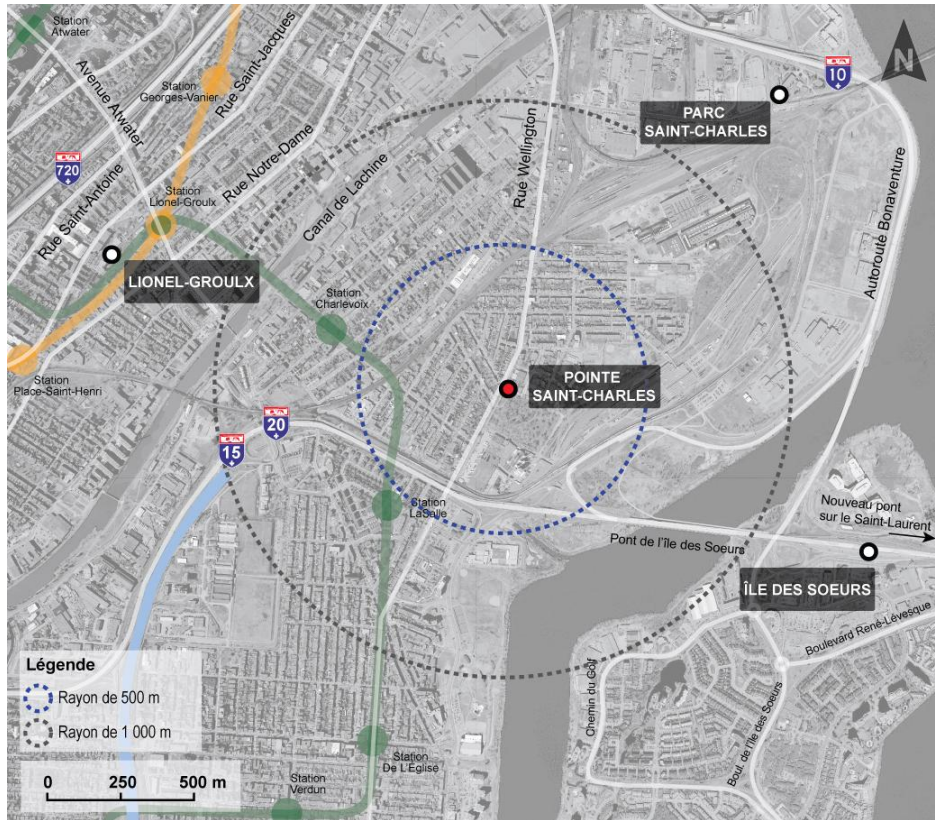 Station
Atwater
Avenue Atwater
Station
Georges-Vanier
Rue Saint-Jacques
720
Rue Saint-Antoine
Station
Lionel-Groulx
Rue Notre-Dame
Canal de Lachine
Rue Wellington
PARC
SAINT-CHARLES
10
N
Autoroute Bonaventure
LIONEL-GROULX
Station
Charlevoix
Station
Place-Saint-Henri
POINTE
SAINT-CHARLES
20
15
Station
LaSalle
Nouveau pont
sur le Saint-Laurent
Pont de l'île des Soeurs
ÎLE DES SOEURS
Boulevard René-Lévesque
Chemin du Golf
Boul. de l'île des Soeurs
Légende
Rayon de 500 m
Rayon de 1 000 m
0 250 500 m
Station
De L'Église
Station
Verdun